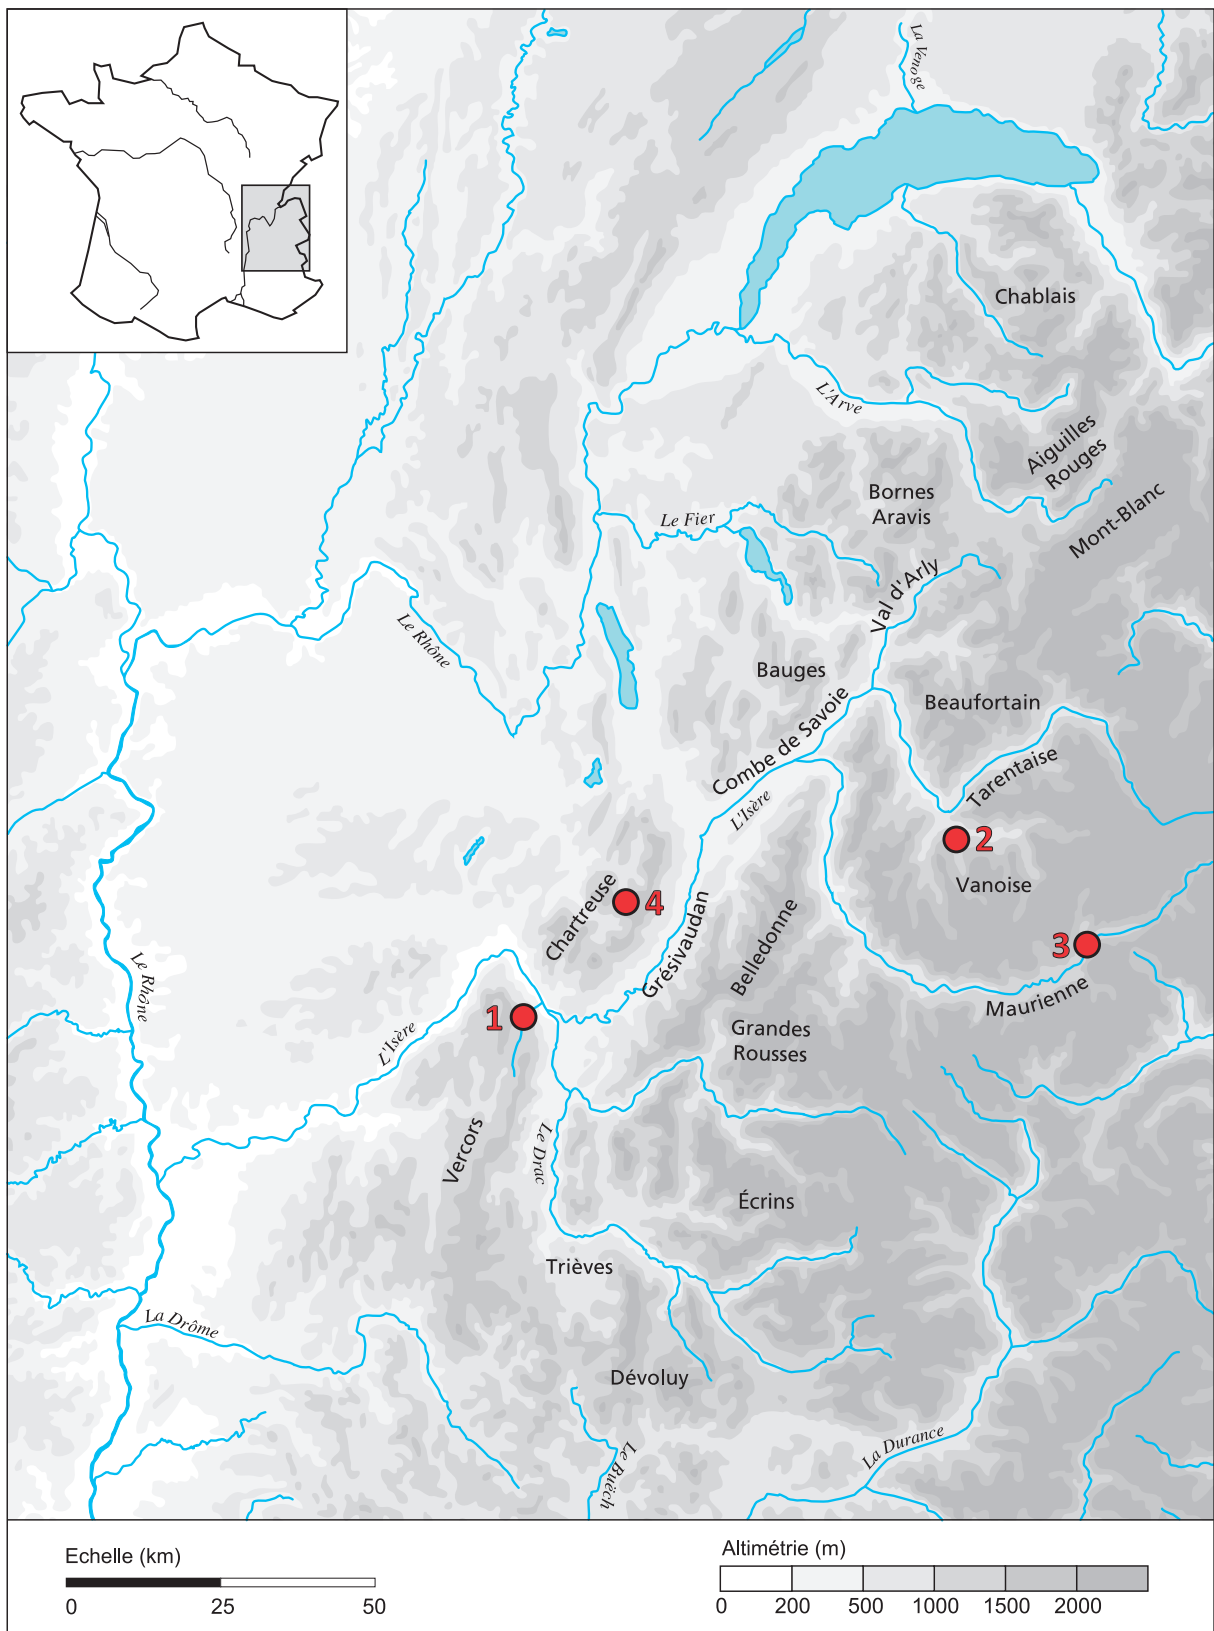 La Venoge
Chablais
L'Arve
Aiguilles
Rouges
Bornes
Aravis
Mont-Blanc
Le Fier
Val d'Arly
Le Rhône
Bauges
Beaufortain
Combe de Savoie
Tarentaise
L'Isère
2
Vanoise
Chartreuse
4
Grésivaudan
Belledonne
3
Maurienne
Le Rhône
1
L'Isère
Grandes
Rousses
Vercors
Le Drac
Écrins
Trièves
La Drôme
Dévoluy
La Durance
Le Buëch
Echelle (km)
0 25 50
Altimétrie (m)
0 200 500 1000 1500 2000